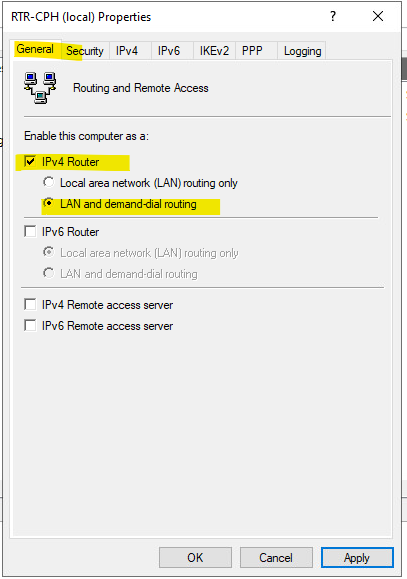 RTR-CPH (local) Properties
General Security IPv4 IPv6 IKEv2 PPP Logging
Routing and Remote Access
Enable this computer as a:
IPv4 Router
Local area network (LAN) routing only
LAN and demand-dial routing
IPv6 Router
Local area network (LAN) routing only
LAN and demand-dial routing
IPv4 Remote access server
IPv6 Remote access server
OK Cancel Apply